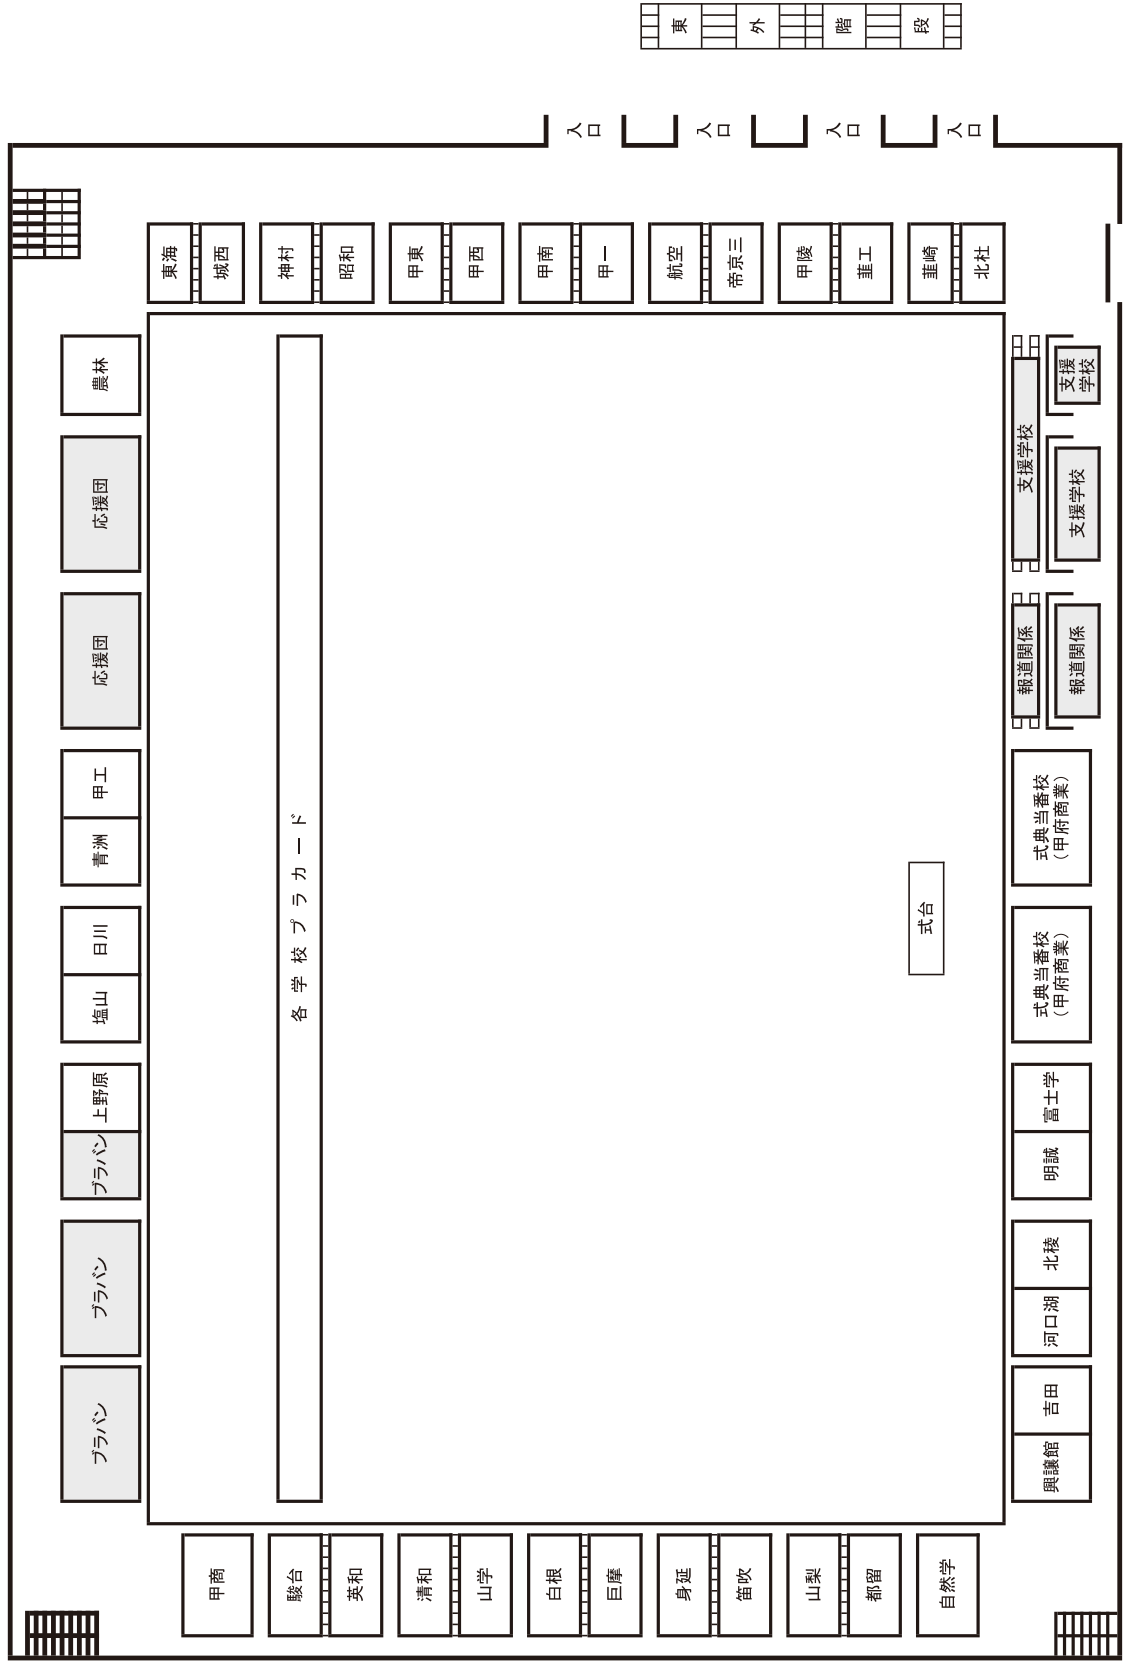 東 外 階 段
入口
入口
入口
入口
東海
城西
神村
昭和
甲東
甲西
甲南
甲一
航空
帝京三
甲陵
韮工
韮崎
北杜
農林
応援団
応援団
甲工
青洲
日川
塩山
上野原
ブラバン
ブラバン
ブラバン
各学校プラカード
式台
支援学校
支援
学校
支援学校
報道関係
報道関係
式典当番校
（甲府商業）
式典当番校
（甲府商業）
富士学
明誠
北稜
河口湖
吉田
興譲館
甲商
駿台
英和
清和
山学
白根
巨摩
身延
笛吹
山梨
都留
自然学